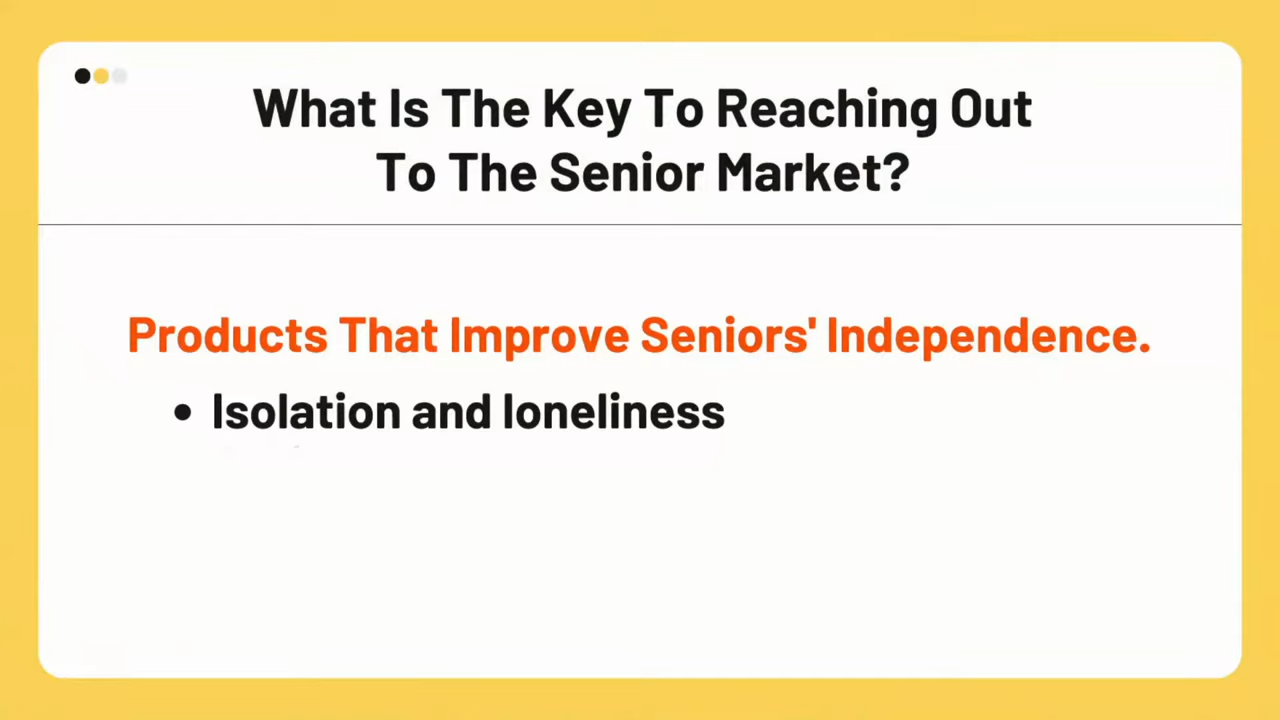 What Is The Key To Reaching Out
To The Senior Market?
Products That Improve Seniors' Independence.
• Isolation and loneliness